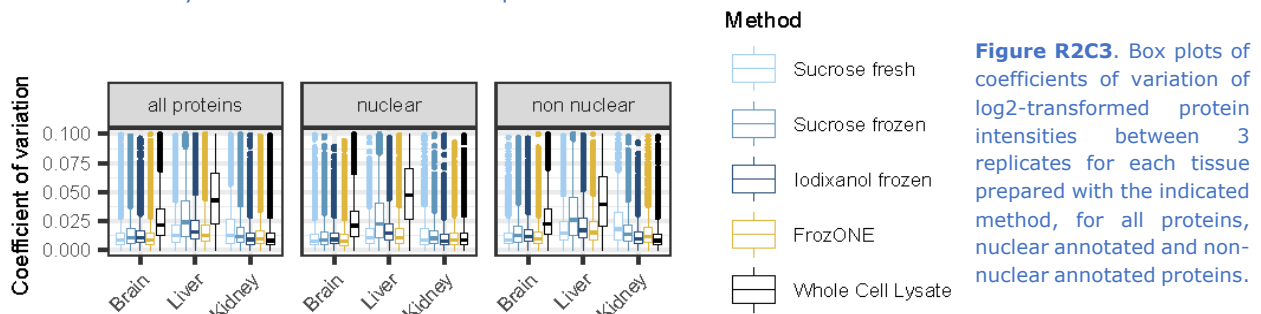 Method
Sucrose fresh
Sucrose frozen
Iodixanol frozen
FrozONE
Whole Cell Lysate
all proteins
nuclear
non nuclear
Coefficient of variation
0.100
0.075
0.050
0.025
0.000
Brain
Liver
Kidney
Brain
Liver
Kidney
Brain
Liver
Kidney
Figure R2C3. Box plots of
coefficients of variation of
log2-transformed protein
intensities between 3
replicates for each tissue
prepared with the indicated
method, for all proteins,
nuclear annotated and non-
nuclear annotated proteins.